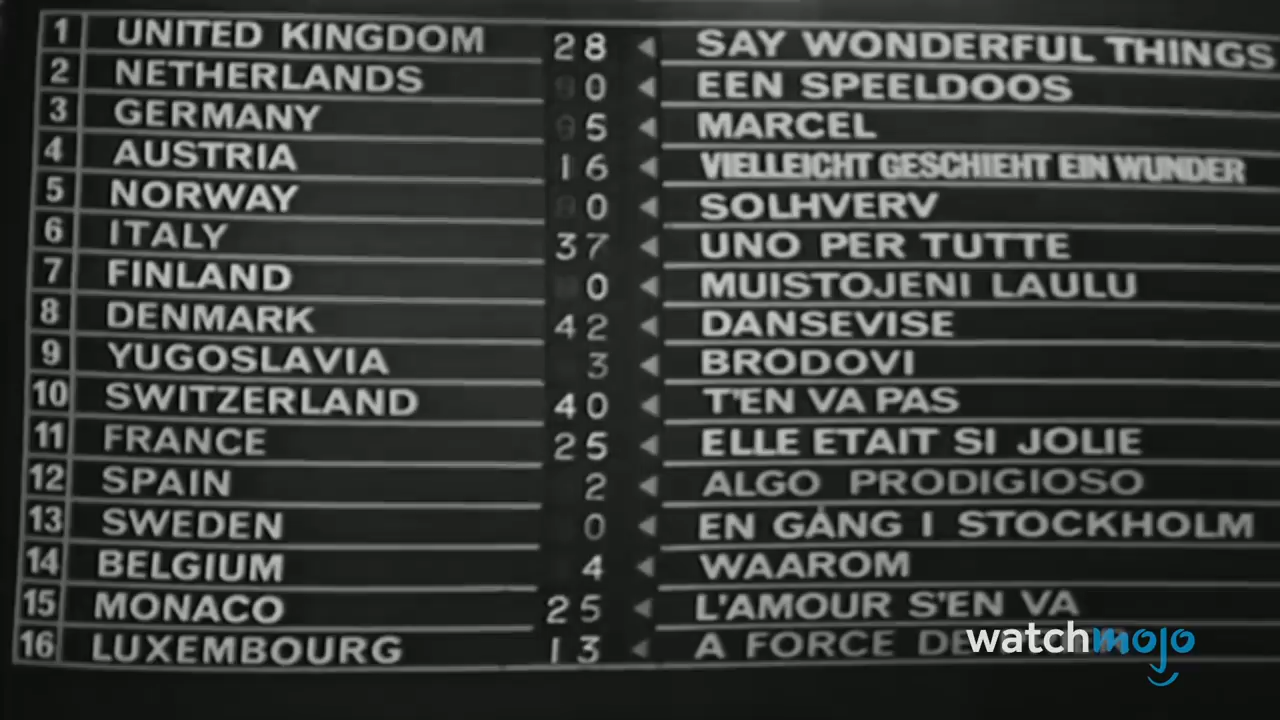 1 UNITED KINGDOM 28 SAY WONDERFUL THINGS
2 NETHERLANDS 0 EEN SPEELDOOS
3 GERMANY 5 MARCEL
4 AUSTRIA 16 VIELLEICHT GESCHIEHT EIN WUNDER
5 NORWAY 0 SOLHVERV
6 ITALY 37 UNO PER TUTTE
7 FINLAND 0 MUISTOJENI LAULU
8 DENMARK 42 DANSEVISE
9 YUGOSLAVIA 3 BRODOVI
10 SWITZERLAND 40 T'EN VA PAS
11 FRANCE 25 ELLE ETAIT SI JOLIE
12 SPAIN 2 ALGO PRODIGIOSO
13 SWEDEN 0 EN GÅNG I STOCKHOLM
14 BELGIUM 4 WAAROM
15 MONACO 25 L'AMOUR S'EN VA
16 LUXEMBOURG 13 A FORCE DE
watchmojo